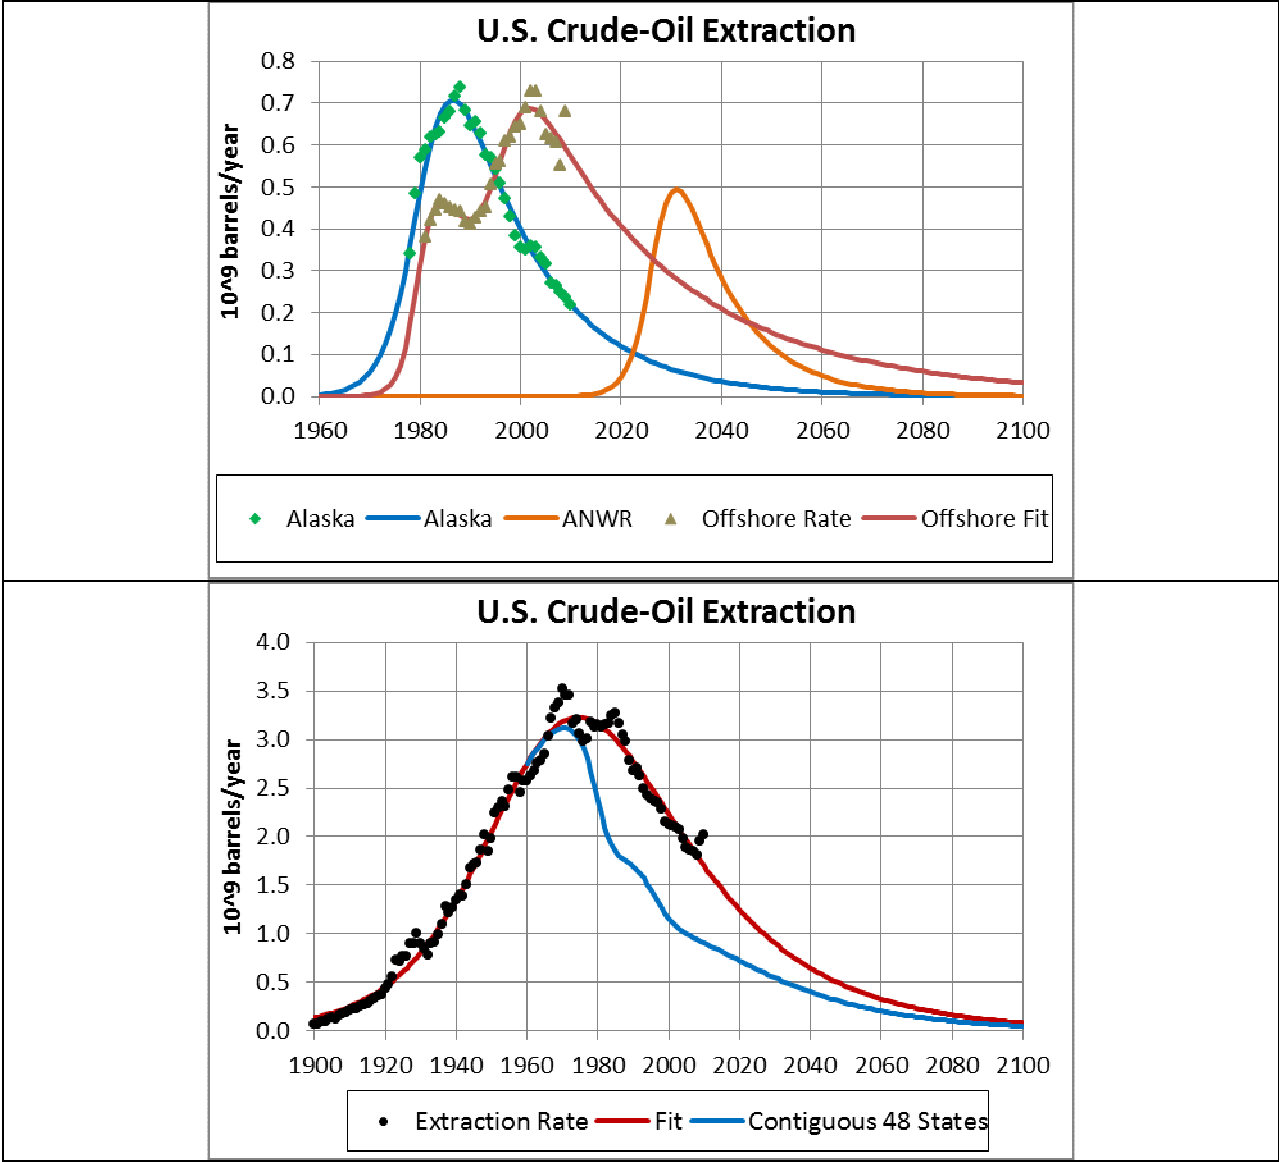 U.S. Crude-Oil Extraction
10^9 barrels/year
0.8
0.7
0.6
0.5
0.4
0.3
0.2
0.1
0.0
1960 1980 2000 2020 2040 2060 2080 2100
Alaska Alaska ANWR Offshore Rate Offshore Fit
U.S. Crude-Oil Extraction
10^9 barrels/year
4.0
3.5
3.0
2.5
2.0
1.5
1.0
0.5
0.0
1900 1920 1940 1960 1980 2000 2020 2040 2060 2080 2100
Extraction Rate Fit Contiguous 48 States